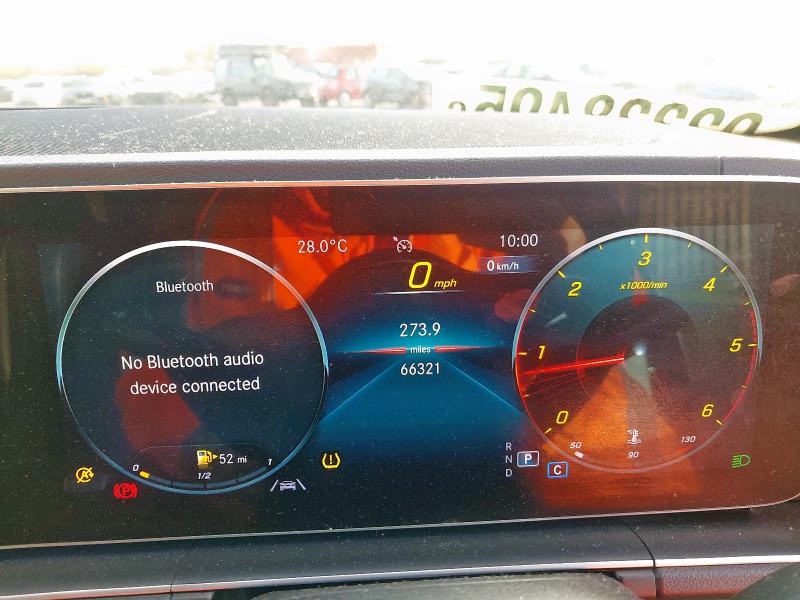 28.0°C
10:00
0 mph
0 km/h
Bluetooth
No Bluetooth audio
device connected
273.9
miles
66321
0
1/2
1
52 mi
A
P
R
N
D
P
C
x1000/min
0
1
2
3
4
5
6
50
90
130
°C